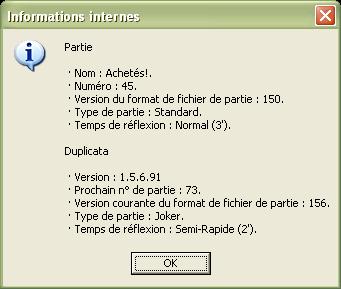 Informations internes
Partie
· Nom : Achetés!.
· Numéro : 45.
· Version du format de fichier de partie : 150.
· Type de partie : Standard.
· Temps de réflexion : Normal (3').
Duplicata
· Version : 1.5.6.91
· Prochain n° de partie : 73.
· Version courante du format de fichier de partie : 156.
· Type de partie : Joker.
· Temps de réflexion : Semi-Rapide (2').
OK